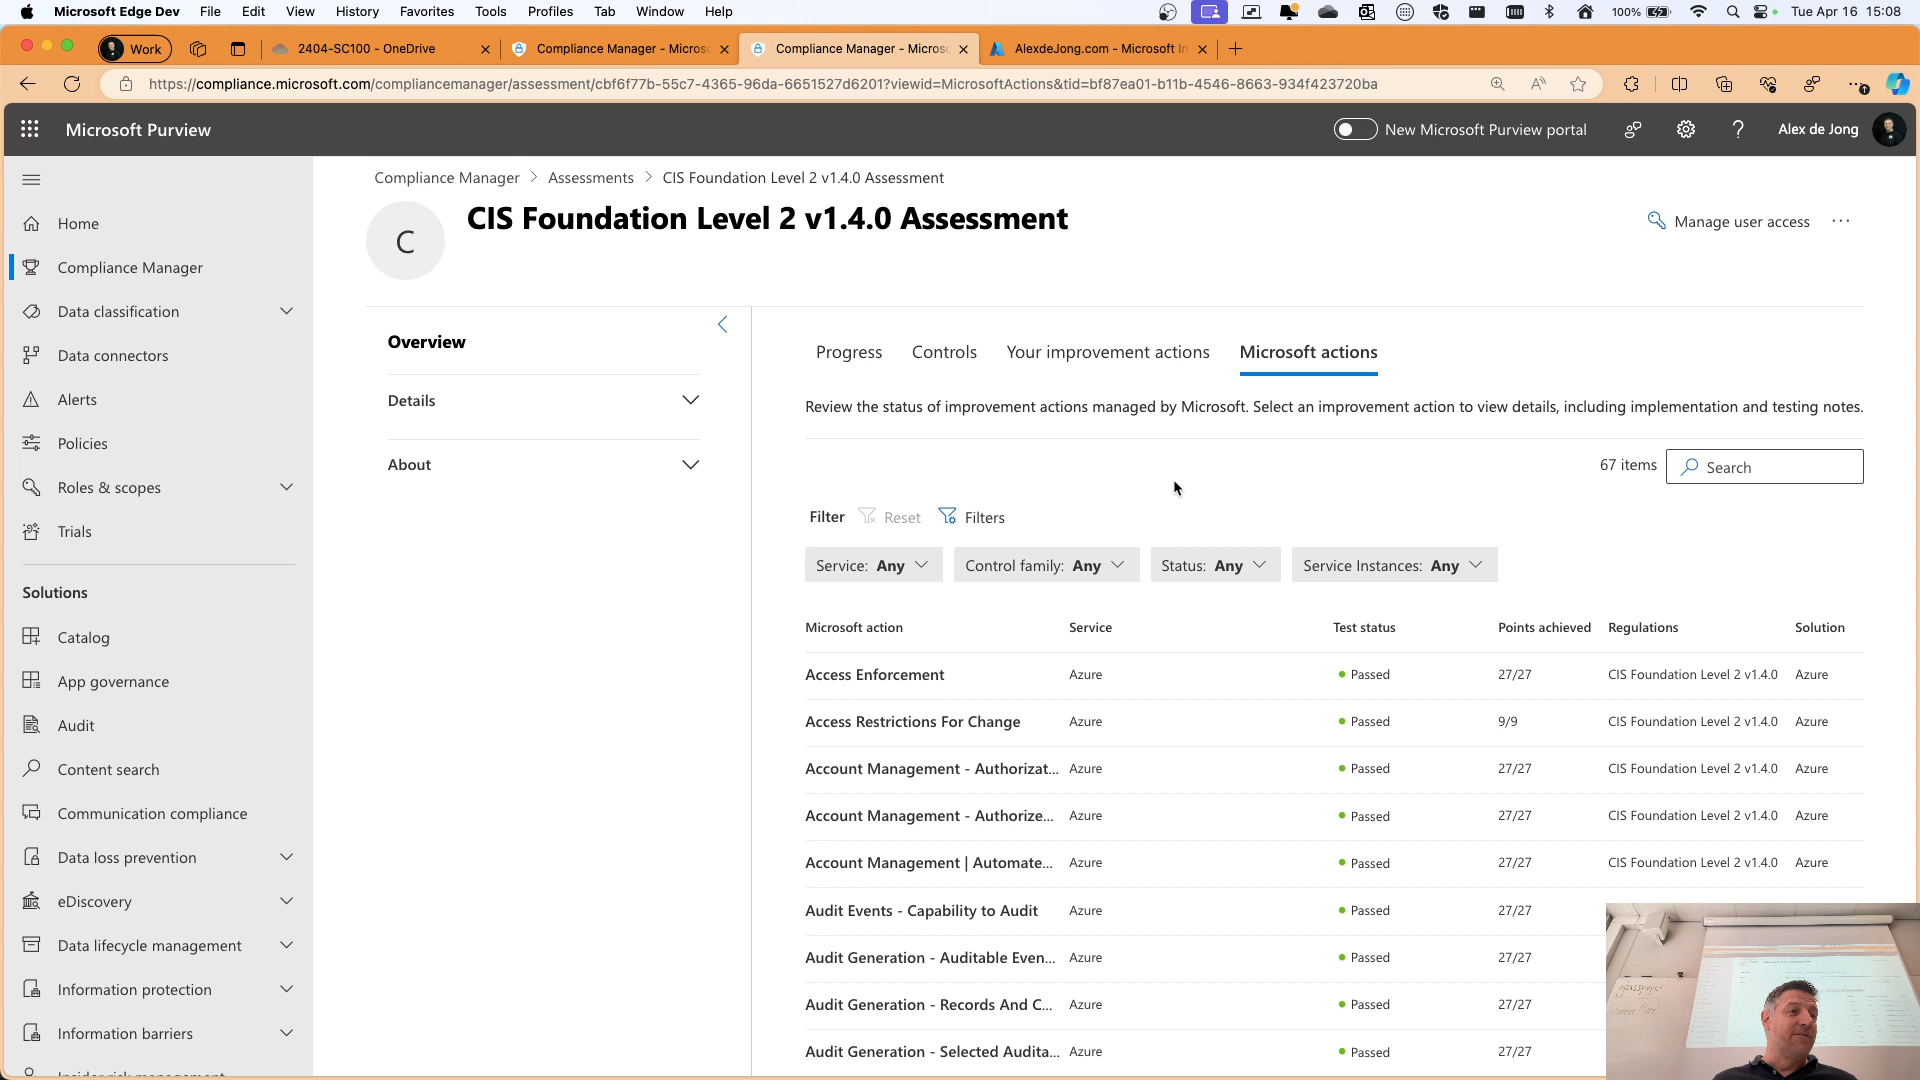 Microsoft Edge Dev File Edit View History Favorites Tools Profiles Tab Window Help 100% Tue Apr 16 15:08
Work 2404-SC100 - OneDrive Compliance Manager - Micros Compliance Manager - Micros AlexdeJong.com - Microsoft In
https://compliance.microsoft.com/compliancemanager/assessment/cbf6f77b-55c7-4365-96da-6651527d6201?viewid=MicrosoftActions&tid=bf87ea01-b11b-4546-8663-934f423720ba
Microsoft Purview New Microsoft Purview portal Alex de Jong
Home
Compliance Manager
Data classification
Data connectors
Alerts
Policies
Roles & scopes
Trials
Solutions
Catalog
App governance
Audit
Content search
Communication compliance
Data loss prevention
eDiscovery
Data lifecycle management
Information protection
Information barriers
Compliance Manager > Assessments > CIS Foundation Level 2 v1.4.0 Assessment
C
CIS Foundation Level 2 v1.4.0 Assessment
Manage user access
Overview
Details
About
Progress Controls Your improvement actions Microsoft actions
Review the status of improvement actions managed by Microsoft. Select an improvement action to view details, including implementation and testing notes.
67 items Search
Filter Reset Filters
Service: Any Control family: Any Status: Any Service Instances: Any
Microsoft action Service Test status Points achieved Regulations Solution
Access Enforcement Azure Passed 27/27 CIS Foundation Level 2 v1.4.0 Azure
Access Restrictions For Change Azure Passed 9/9 CIS Foundation Level 2 v1.4.0 Azure
Account Management - Authorizat... Azure Passed 27/27 CIS Foundation Level 2 v1.4.0 Azure
Account Management - Authorize... Azure Passed 27/27 CIS Foundation Level 2 v1.4.0 Azure
Account Management | Automate... Azure Passed 27/27 CIS Foundation Level 2 v1.4.0 Azure
Audit Events - Capability to Audit Azure Passed 27/27
Audit Generation - Auditable Even... Azure Passed 27/27
Audit Generation - Records And C... Azure Passed 27/27
Audit Generation - Selected Audita... Azure Passed 27/27